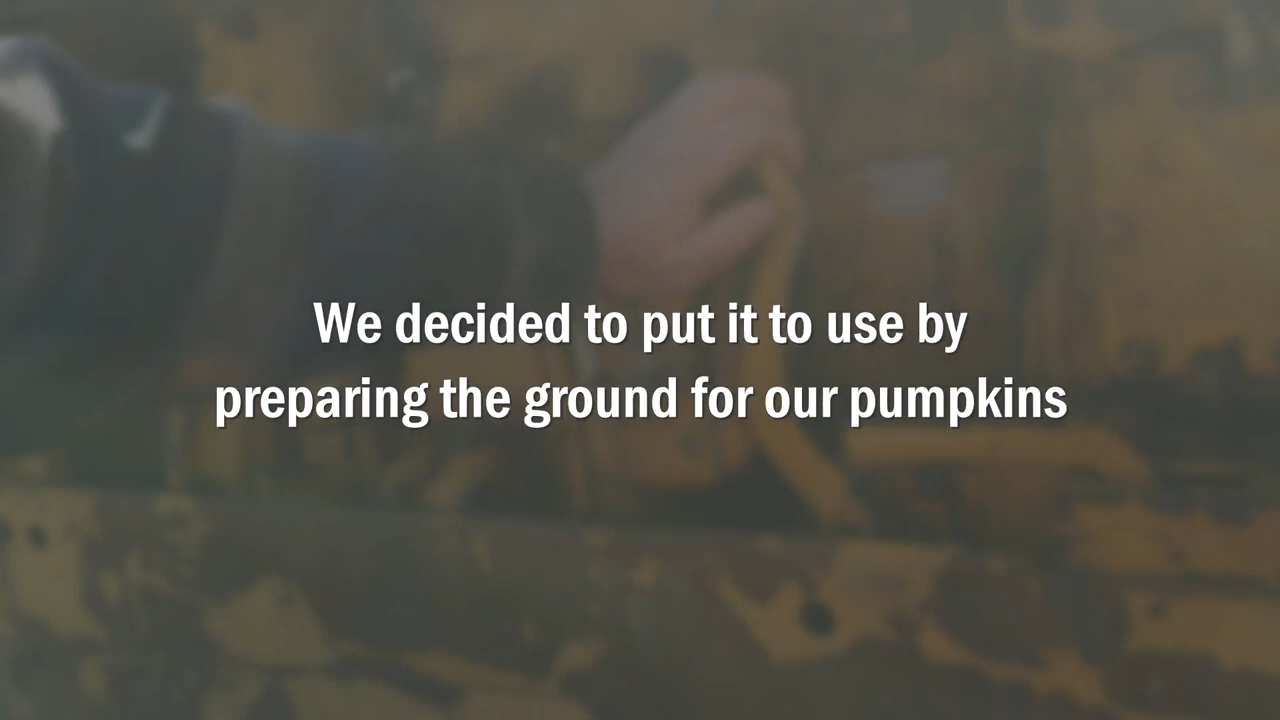 We decided to put it to use by
preparing the ground for our pumpkins